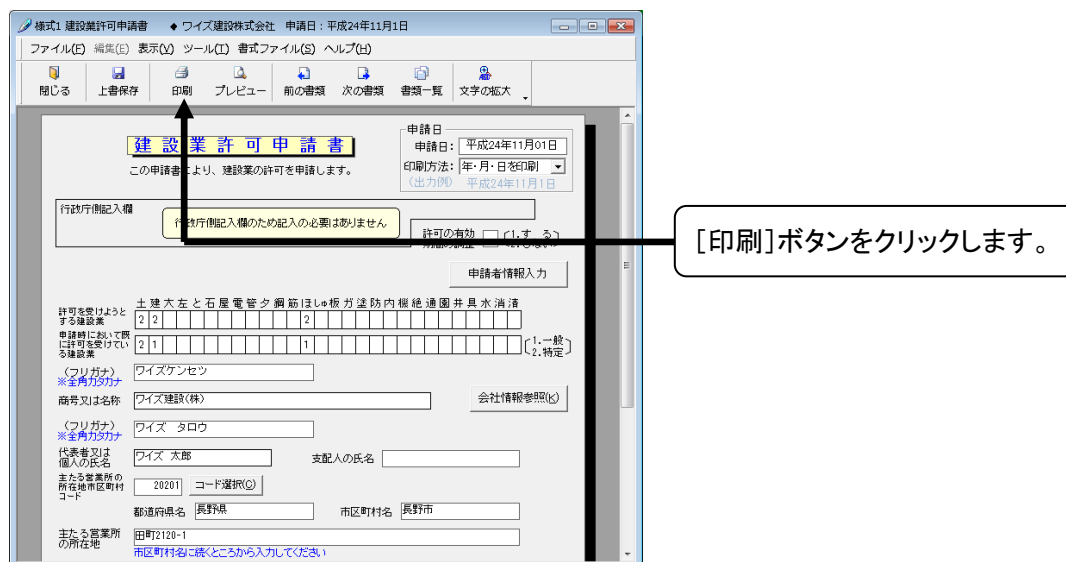 様式1 建設業許可申請書 ◆ ワイズ建設株式会社 申請日：平成24年11月1日
ファイル(F) 編集(E) 表示(V) ツール(T) 書式ファイル(S) ヘルプ(H)
閉じる 上書保存 印刷 プレビュー 前の書類 次の書類 書類一覧 文字の拡大
申請日
建設業許可申請書
申請日： 平成24年11月01日
この申請書により、建設業の許可を申請します。
印刷方法： 年・月・日を印刷
(出力例) 平成24年11月1日
行政庁側記入欄
行政庁側記入欄のため記入の必要はありません
許可の有効期間の調整 (1.する 2.しない)
[印刷]ボタンをクリックします。
申請者情報入力
土建大左と石屋電管タ鋼筋ほしゅ板ガ塗防内機絶通園井具水消清
許可を受けようとする建設業 2 2 2
申請時において既に許可を受けている建設業 2 1 1 (1.一般 2.特定)
(フリガナ) ワイズケンセツ
※全角カタカナ
商号又は名称 ワイズ建設(株) 会社情報参照(K)
(フリガナ) ワイズ タロウ
※全角カタカナ
代表者又は個人の氏名 ワイズ 太郎 支配人の氏名
主たる営業所の所在地市区町村コード 20201 コード選択(O)
都道府県名 長野県 市区町村名 長野市
主たる営業所の所在地 田町2120-1
市区町村名に続くところから入力してください